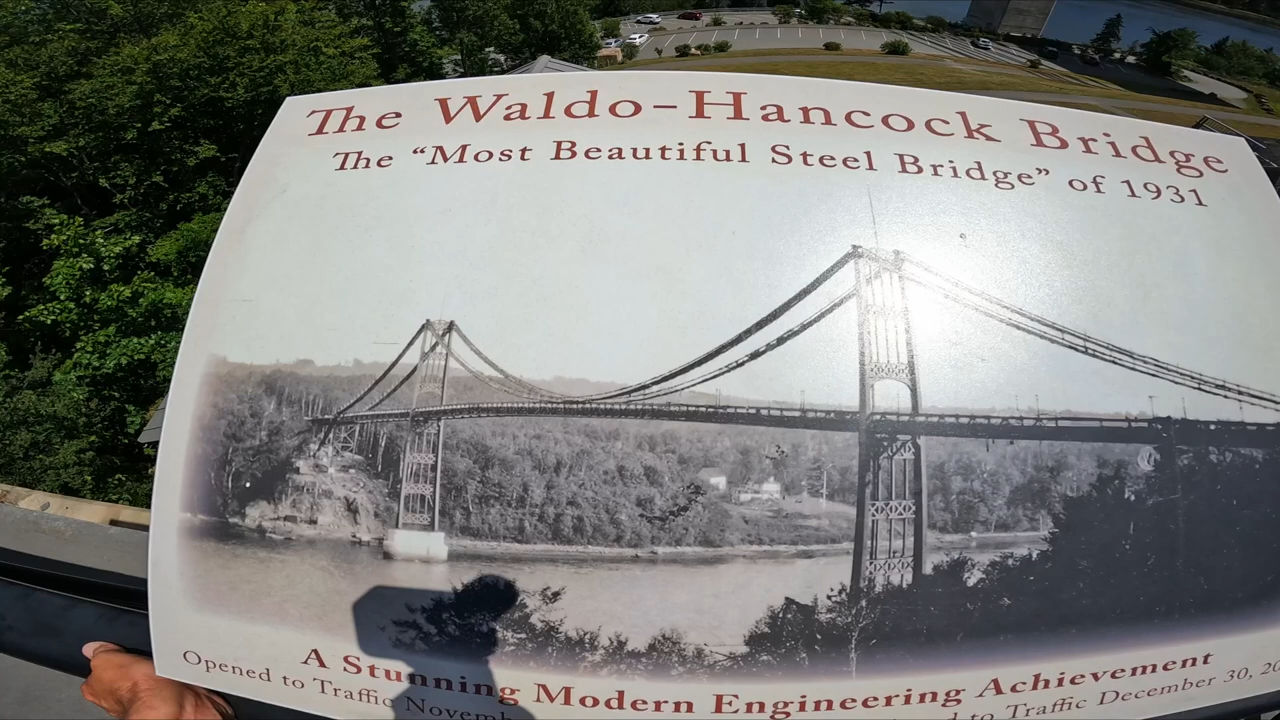 The Waldo-Hancock Bridge
The “Most Beautiful Steel Bridge” of 1931
A Stunning Modern Engineering Achievement
Opened to Traffic to Traffic December 30,